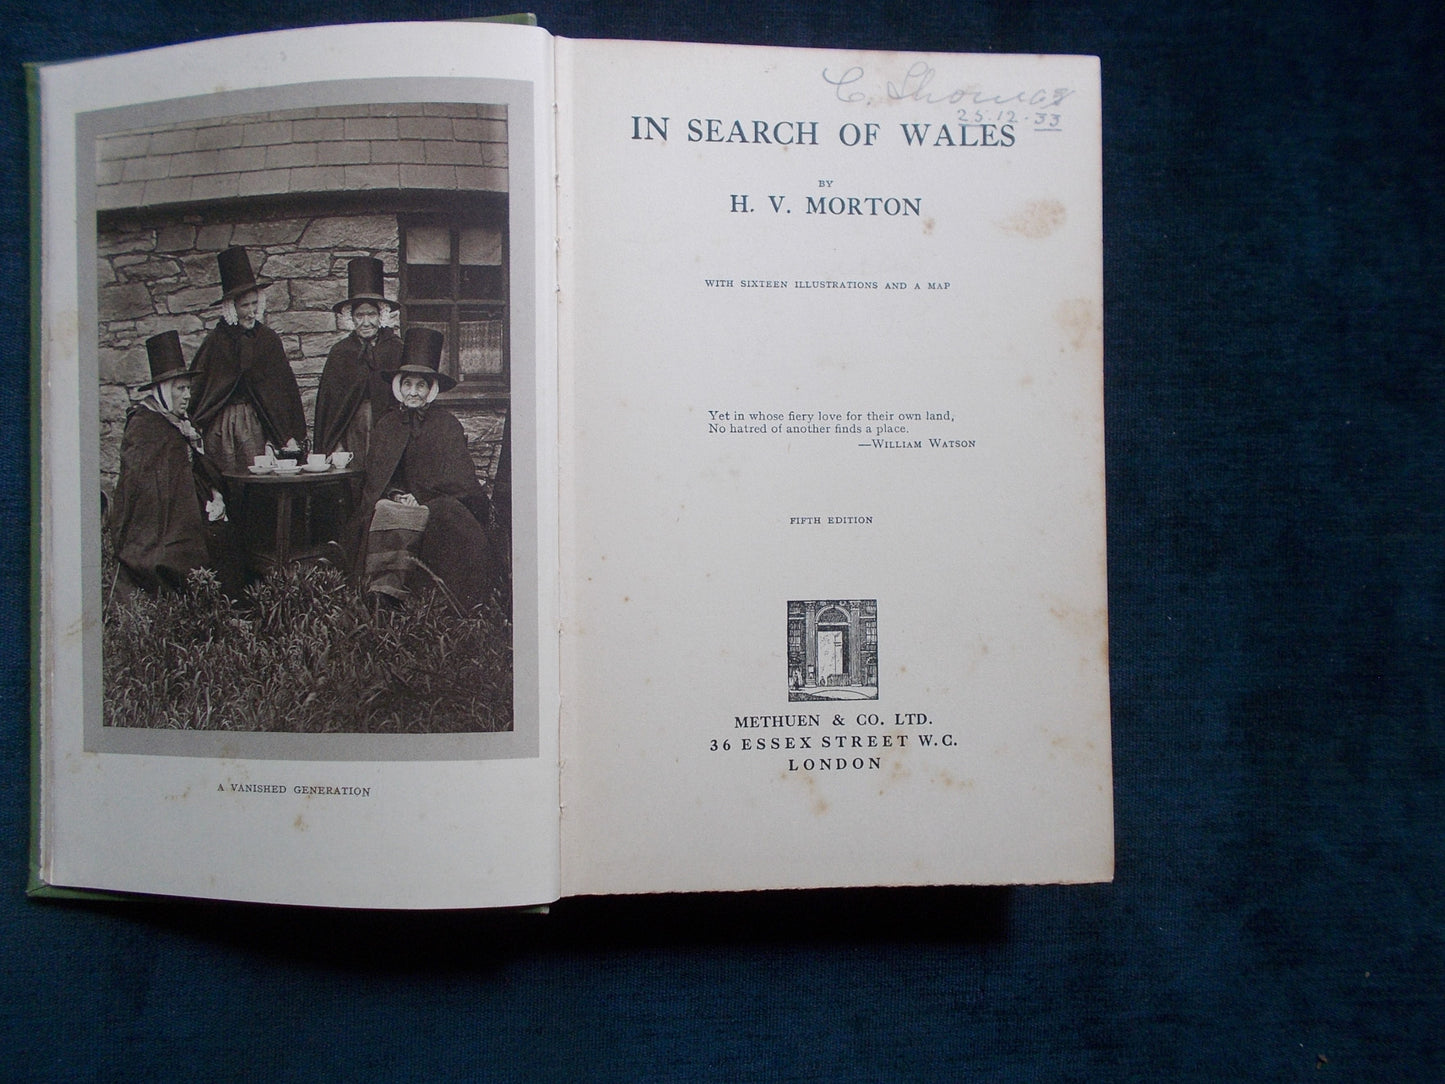 A VANISHED GENERATION
C. Thomas
25.12.33
IN SEARCH OF WALES
BY
H. V. MORTON
WITH SIXTEEN ILLUSTRATIONS AND A MAP
Yet in whose fiery love for their own land,
No hatred of another finds a place.
—WILLIAM WATSON
FIFTH EDITION
METHUEN & CO. LTD.
36 ESSEX STREET W.C.
LONDON